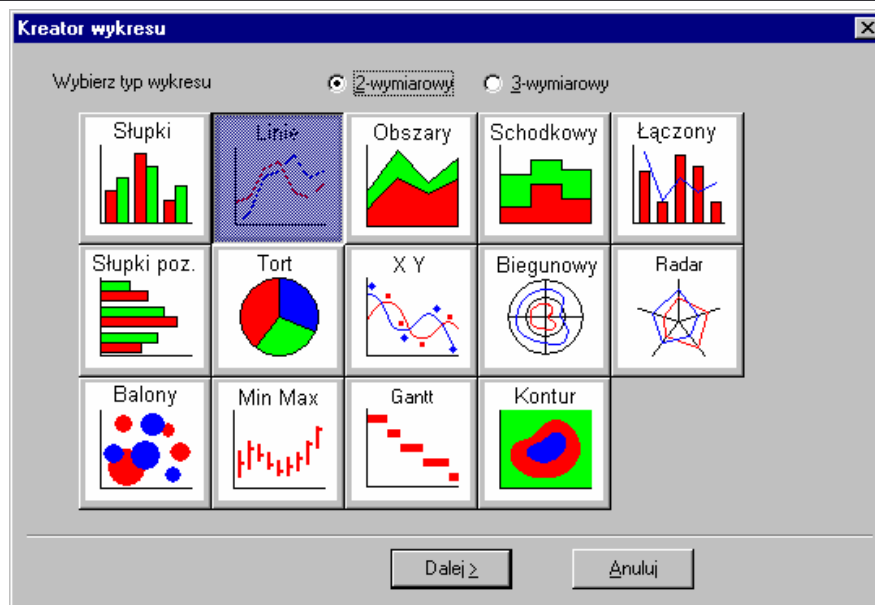 Kreator wykresu
Wybierz typ wykresu 2-wymiarowy 3-wymiarowy
Słupki Linie Obszary Schodkowy Łączony
Słupki poz. Tort X Y Biegunowy Radar
Balony Min Max Gantt Kontur
Dalej > Anuluj